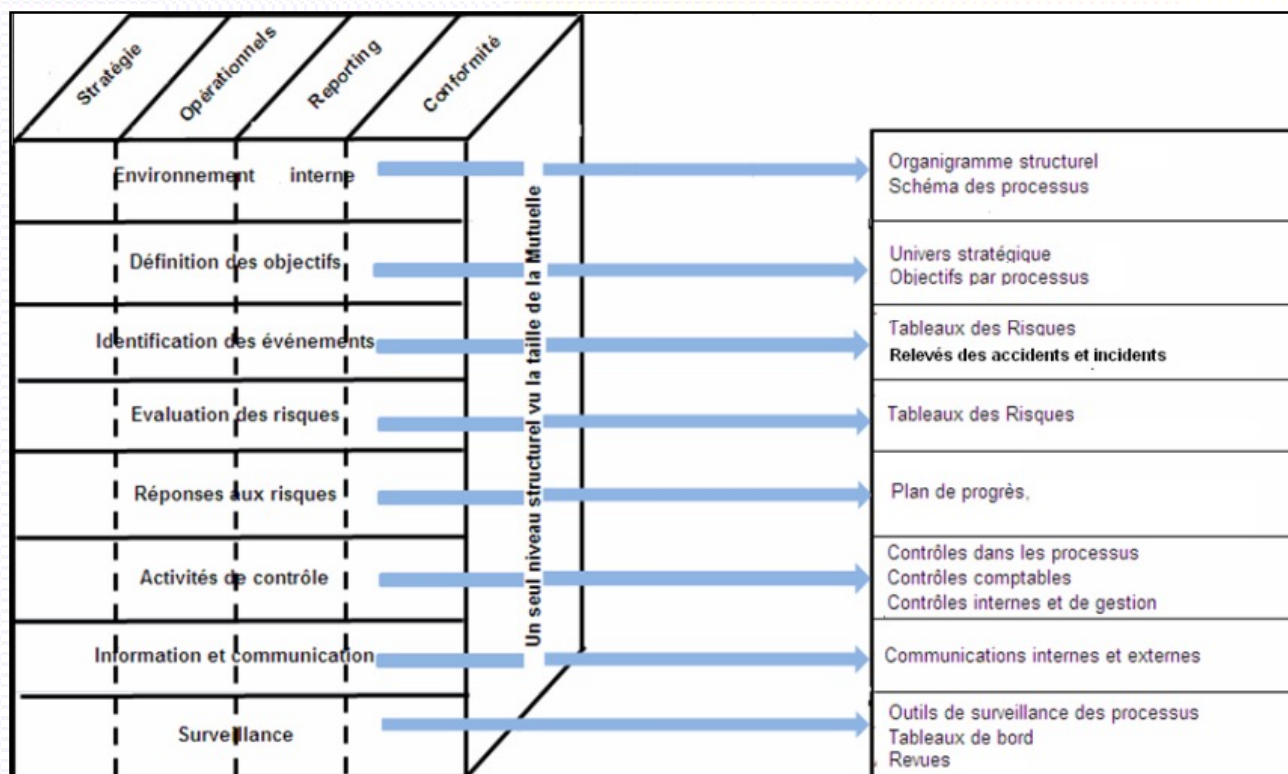 Stratégie
Opérationnels
Reporting
Conformité
Environnement interne
Définition des objectifs
Identification des événements
Evaluation des risques
Réponses aux risques
Activités de contrôle
Information et communication
Surveillance
Un seul niveau structurel vu la taille de la Mutuelle
Organigramme structurel
Schéma des processus
Univers stratégique
Objectifs par processus
Tableaux des Risques
Relevés des accidents et incidents
Tableaux des Risques
Plan de progrès.
Contrôles dans les processus
Contrôles comptables
Contrôles internes et de gestion
Communications internes et externes
Outils de surveillance des processus
Tableaux de bord
Revues